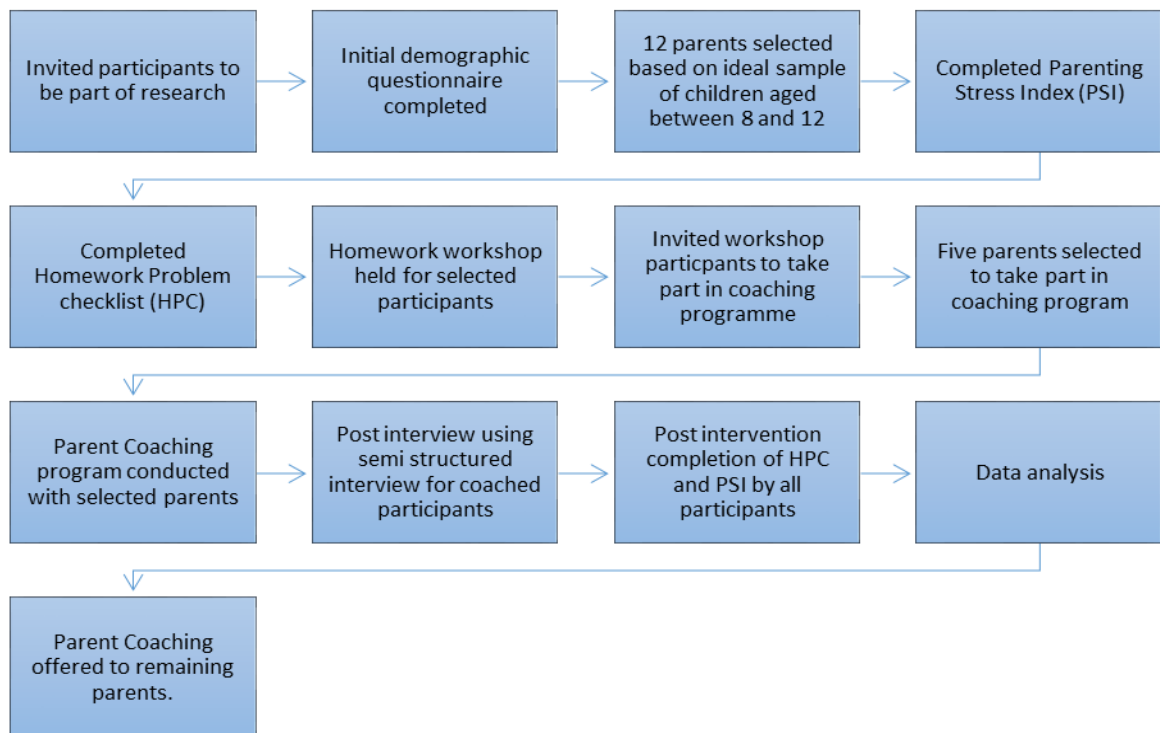 Invited participants to
be part of research
Initial demographic
questionnaire
completed
12 parents selected
based on ideal sample
of children aged
between 8 and 12
Completed Parenting
Stress Index (PSI)
Completed
Homework Problem
checklist (HPC)
Homework workshop
held for selected
participants
Invited workshop
particpants to take
part in coaching
programme
Five parents selected
to take part in
coaching program
Parent Coaching
program conducted
with selected parents
Post interview using
semi structured
interview for coached
participants
Post intervention
completion of HPC
and PSI by all
participants
Data analysis
Parent Coaching
offered to remaining
parents.